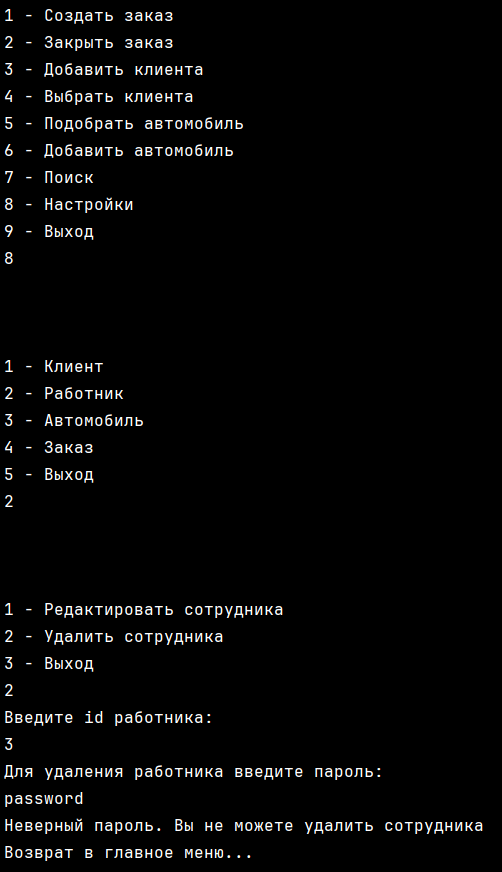 1 - Создать заказ
2 - Закрыть заказ
3 - Добавить клиента
4 - Выбрать клиента
5 - Подобрать автомобиль
6 - Добавить автомобиль
7 - Поиск
8 - Настройки
9 - Выход
8
1 - Клиент
2 - Работник
3 - Автомобиль
4 - Заказ
5 - Выход
2
1 - Редактировать сотрудника
2 - Удалить сотрудника
3 - Выход
2
Введите id работника:
3
Для удаления работника введите пароль:
password
Неверный пароль. Вы не можете удалить сотрудника
Возврат в главное меню...